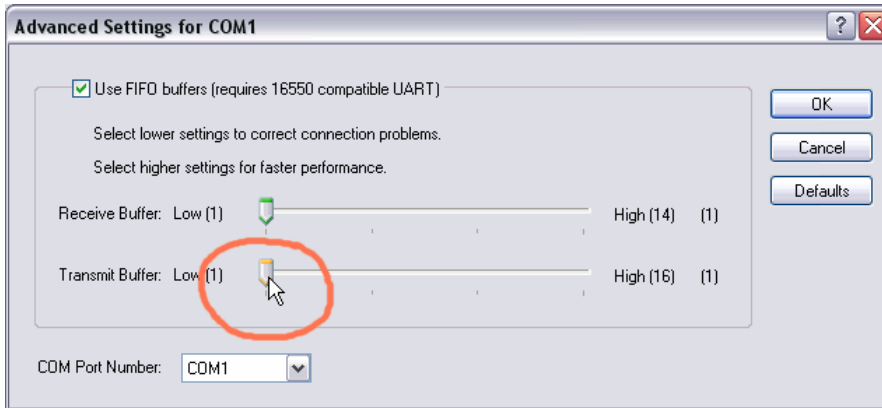 Advanced Settings for COM1
Use FIFO buffers (requires 16550 compatible UART)
OK
Select lower settings to correct connection problems.
Cancel
Select higher settings for faster performance.
Defaults
Receive Buffer: Low (1) High (14) (1)
Transmit Buffer: Low (1) High (16) (1)
COM Port Number: COM1